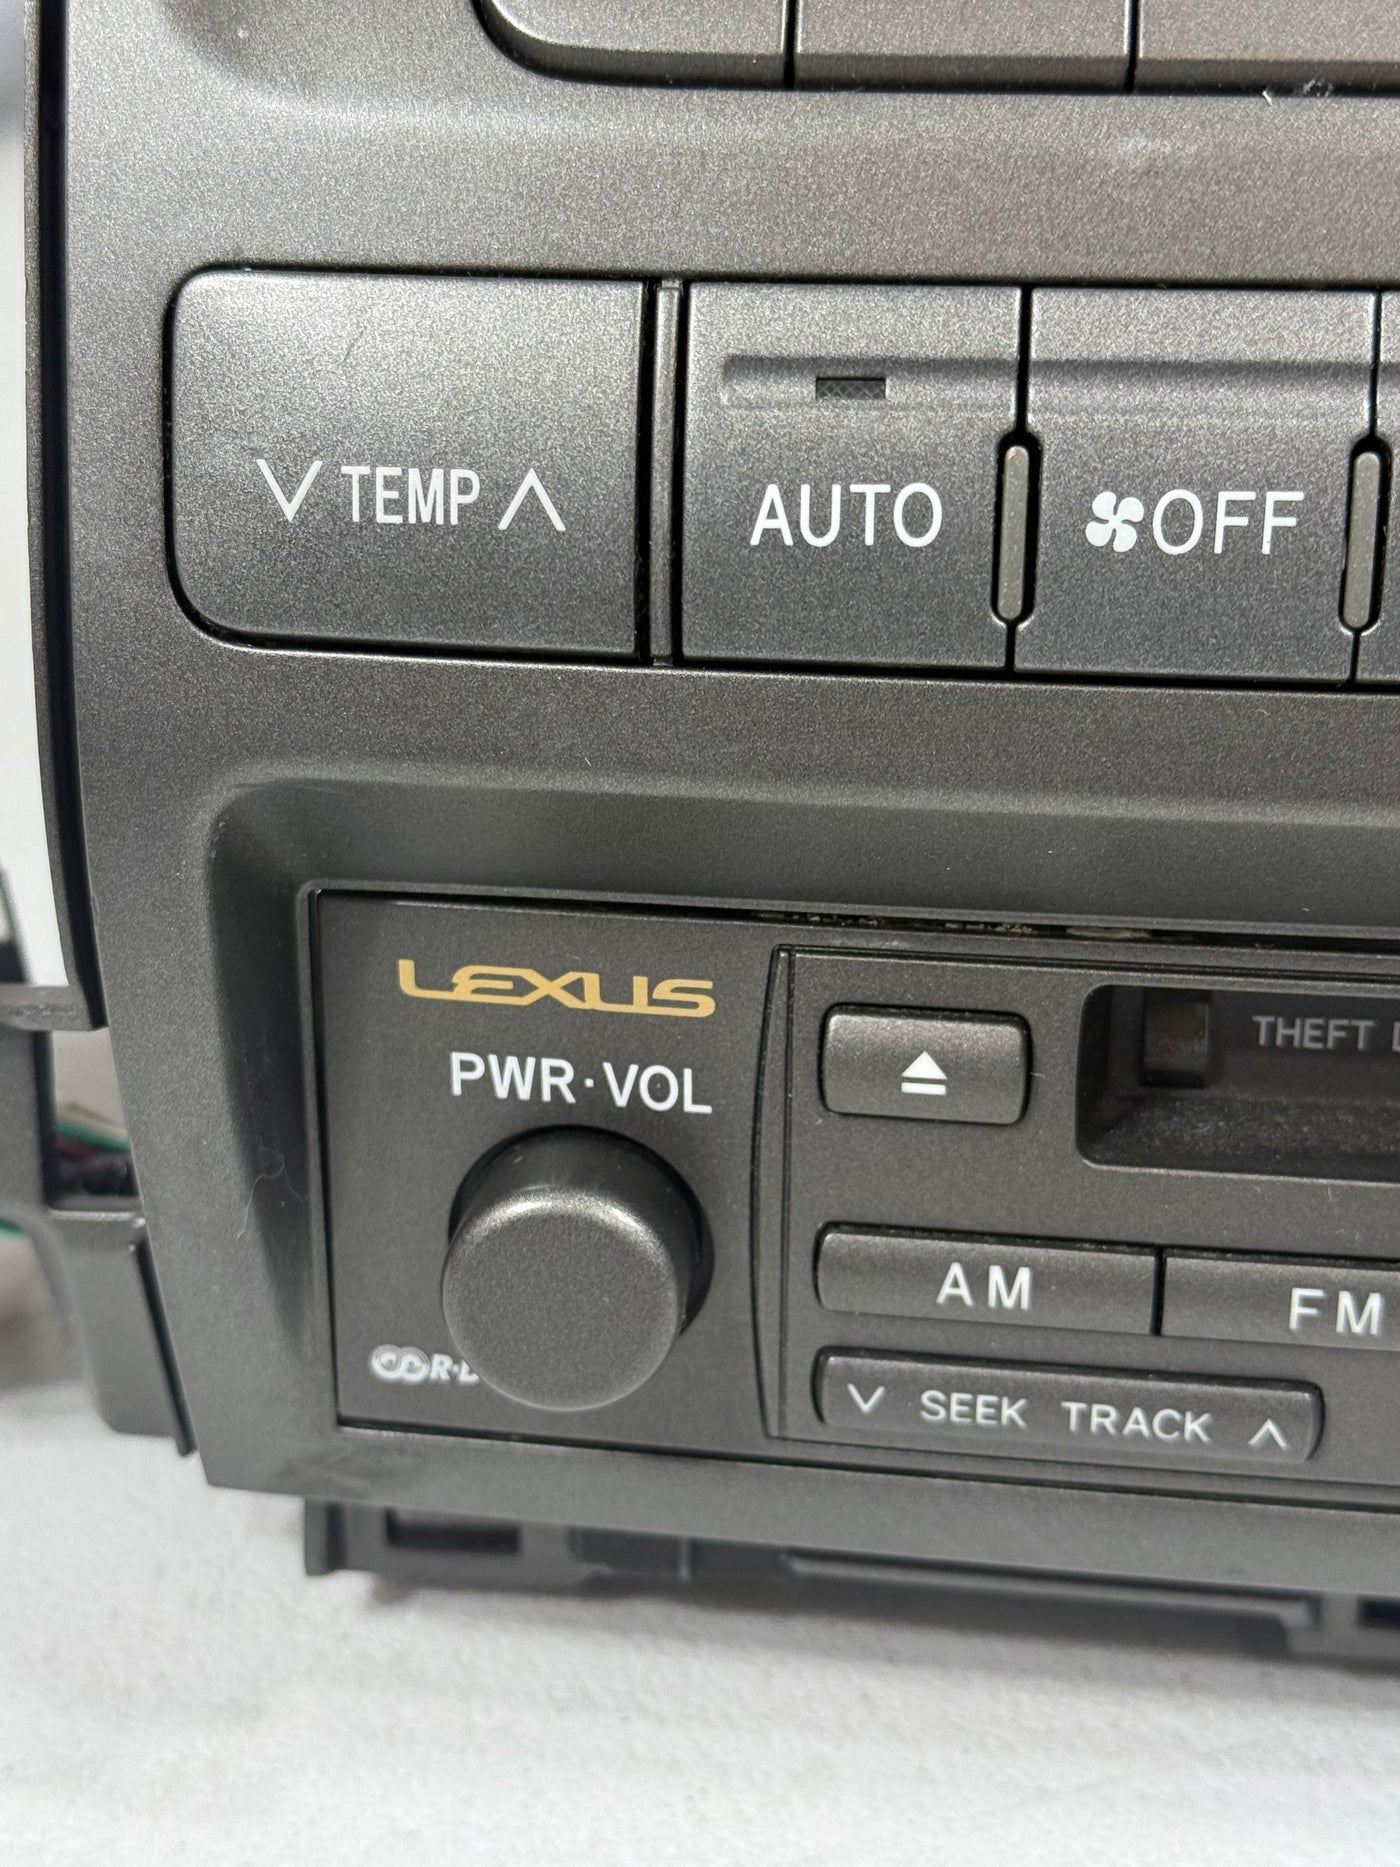 ∨ TEMP ∧ AUTO OFF
LEXUS
PWR·VOL
THEFT
AM FM
R·D
∨ SEEK TRACK ∧